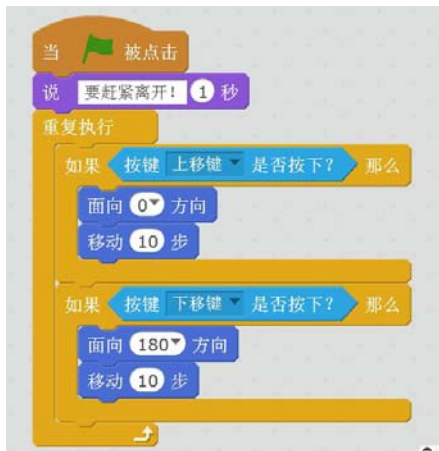 当 被点击
说 要赶紧离开! 1 秒
重复执行
如果 按键 上移键 是否按下? 那么
面向 0 方向
移动 10 步
如果 按键 下移键 是否按下? 那么
面向 180 方向
移动 10 步